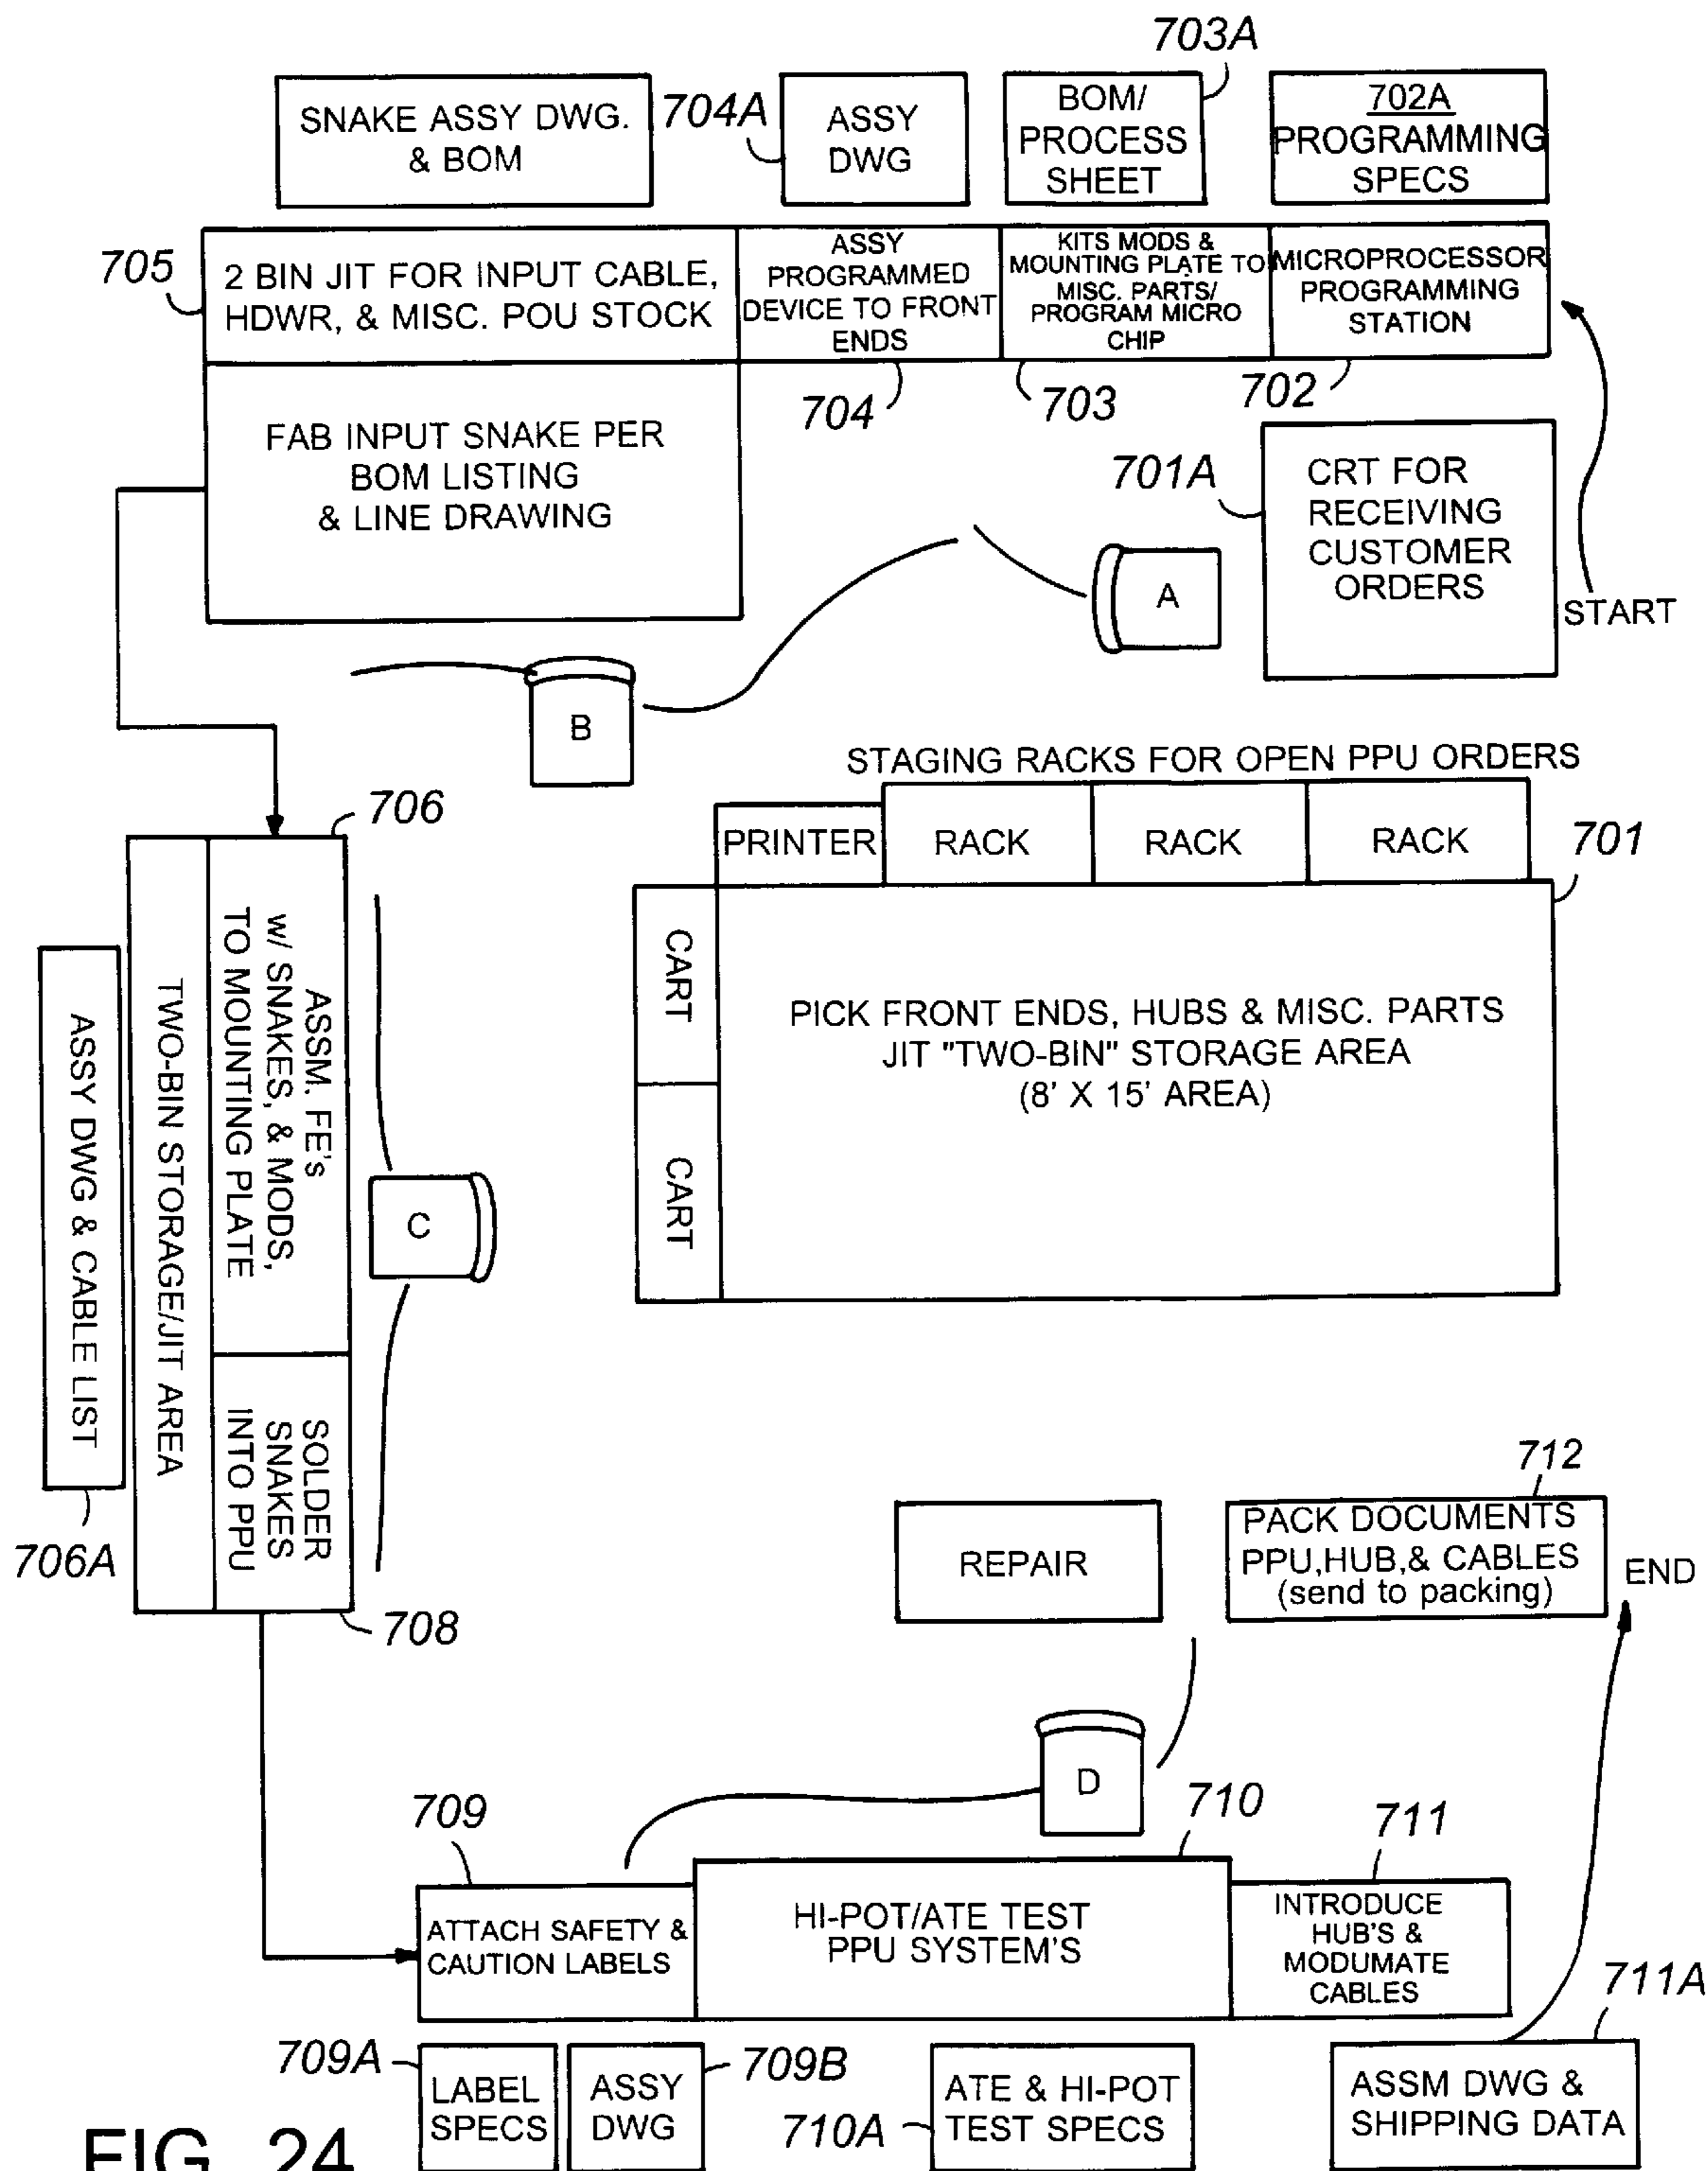 703A
SNAKE ASSY DWG.
& BOM
704A
ASSY
DWG
BOM/
PROCESS
SHEET
702A
PROGRAMMING
SPECS
705
2 BIN JIT FOR INPUT CABLE,
HDWR, & MISC. POU STOCK
ASSY
PROGRAMMED
DEVICE TO FRONT
ENDS
KITS MODS &
MOUNTING PLATE TO
MISC. PARTS/
PROGRAM MICRO
CHIP
MICROPROCESSOR
PROGRAMMING
STATION
704
703
702
FAB INPUT SNAKE PER
BOM LISTING
& LINE DRAWING
701A
CRT FOR
RECEIVING
CUSTOMER
ORDERS
START
A
B
STAGING RACKS FOR OPEN PPU ORDERS
PRINTER
RACK
RACK
RACK
701
706
CART
CART
PICK FRONT ENDS, HUBS & MISC. PARTS
JIT "TWO-BIN" STORAGE AREA
(8' X 15' AREA)
ASSM. FE's
w/ SNAKES, & MODS,
TO MOUNTING PLATE
TWO-BIN STORAGE/JIT AREA
ASSY DWG & CABLE LIST
C
SOLDER
SNAKES
INTO PPU
706A
708
REPAIR
712
PACK DOCUMENTS
PPU,HUB,& CABLES
(send to packing)
END
D
709
710
711
ATTACH SAFETY &
CAUTION LABELS
HI-POT/ATE TEST
PPU SYSTEM'S
INTRODUCE
HUB'S &
MODUMATE
CABLES
711A
709A
LABEL
SPECS
ASSY
DWG
709B
710A
ATE & HI-POT
TEST SPECS
ASSM DWG &
SHIPPING DATA
FIG. 24